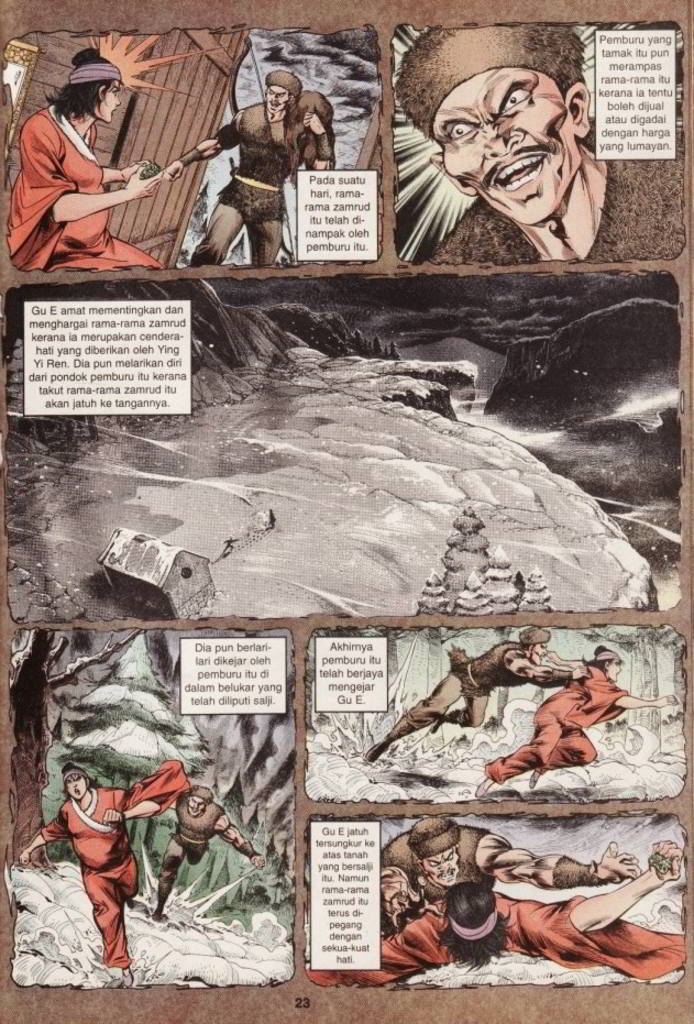 Pada suatu
hari, rama-
rama zamrud
itu telah di-
nampak oleh
pemburu itu.
Pemburu yang
tamak itu pun
merampas
rama-rama itu
kerana ia tentu
boleh dijual
atau digadai
dengan harga
yang lumayan.
Gu E amat mementingkan dan
menghargai rama-rama zamrud
kerana ia merupakan cendera-
hati yang diberikan oleh Ying
Yi Ren. Dia pun melarikan diri
dari pondok pemburu itu kerana
takut rama-rama zamrud itu
akan jatuh ke tangannya.
Dia pun berlari-
lari dikejar oleh
pemburu itu di
dalam belukar yang
telah diliputi salji.
Akhirnya
pemburu itu
telah berjaya
mengejar
Gu E.
Gu E jatuh
tersungkur ke
atas tanah
yang bersalji
itu. Namun
rama-rama
zamrud itu
terus di-
pegang
dengan
sekua-kuat
hati.
23